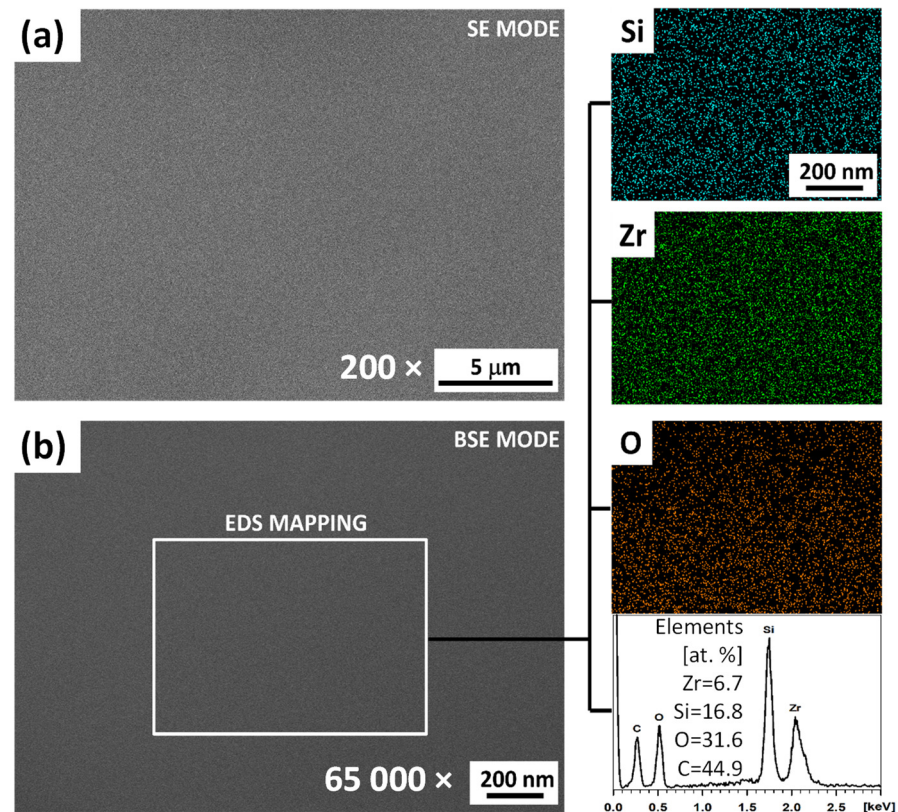 (a)
SE MODE
200 ×
5 μm
(b)
BSE MODE
EDS MAPPING
65 000 ×
200 nm
Si
200 nm
Zr
O
Elements
[at. %]
Zr=6.7
Si=16.8
O=31.6
C=44.9
C
O
Si
Zr
0.0 0.5 1.0 1.5 2.0 2.5 [keV]